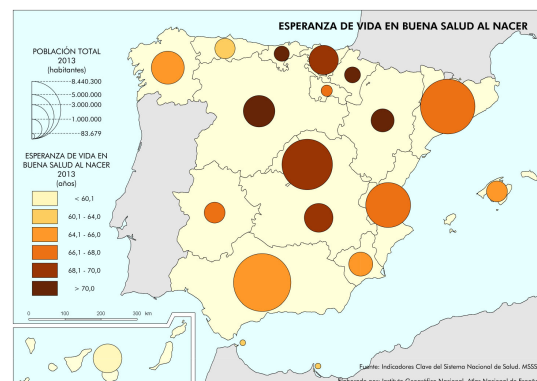 ESPERANZA DE VIDA EN BUENA SALUD AL NACER
POBLACIÓN TOTAL
2013
(habitantes)
8.440.300
5.000.000
3.000.000
1.000.000
83.679
ESPERANZA DE VIDA EN
BUENA SALUD AL NACER
2013
(años)
< 60,1
60,1 - 64,0
64,1 - 66,0
66,1 - 68,0
68,1 - 70,0
> 70,0
0 100 200 300 km
Fuente: Indicadores Clave del Sistema Nacional de Salud. MSSS